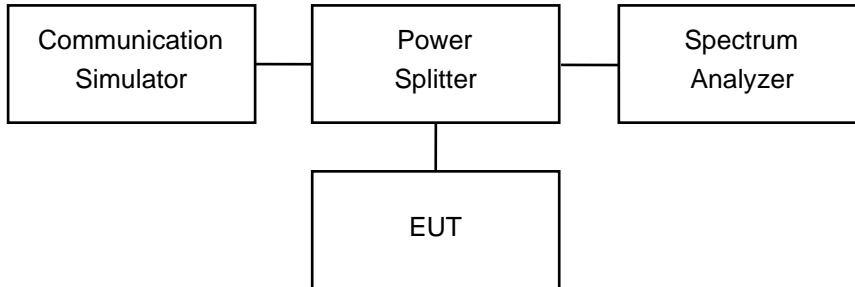 Communication
Simulator
Power
Splitter
Spectrum
Analyzer
EUT